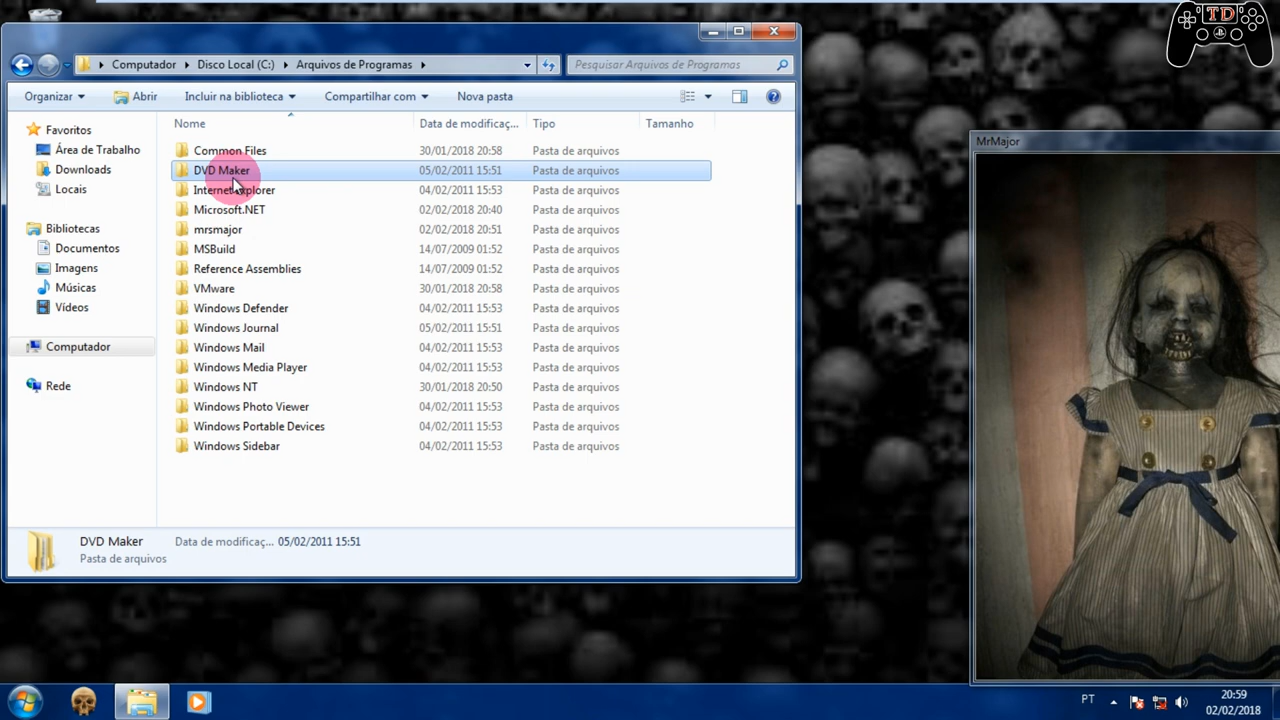 TD
Computador Disco Local (C:) Arquivos de Programas Pesquisar Arquivos de Programas
Organizar Abrir Incluir na biblioteca Compartilhar com Nova pasta
Favoritos
Área de Trabalho
Downloads
Locais
Bibliotecas
Documentos
Imagens
Músicas
Vídeos
Computador
Rede
Nome Data de modificaç... Tipo Tamanho
Common Files 30/01/2018 20:58 Pasta de arquivos
DVD Maker 05/02/2011 15:51 Pasta de arquivos
Internet Explorer 04/02/2011 15:53 Pasta de arquivos
Microsoft.NET 02/02/2018 20:40 Pasta de arquivos
mrsmajor 02/02/2018 20:51 Pasta de arquivos
MSBuild 14/07/2009 01:52 Pasta de arquivos
Reference Assemblies 14/07/2009 01:52 Pasta de arquivos
VMware 30/01/2018 20:58 Pasta de arquivos
Windows Defender 04/02/2011 15:53 Pasta de arquivos
Windows Journal 05/02/2011 15:51 Pasta de arquivos
Windows Mail 04/02/2011 15:53 Pasta de arquivos
Windows Media Player 04/02/2011 15:53 Pasta de arquivos
Windows NT 30/01/2018 20:50 Pasta de arquivos
Windows Photo Viewer 04/02/2011 15:53 Pasta de arquivos
Windows Portable Devices 04/02/2011 15:53 Pasta de arquivos
Windows Sidebar 04/02/2011 15:53 Pasta de arquivos
DVD Maker Data de modificaç... 05/02/2011 15:51
Pasta de arquivos
MrMajor
PT
20:59
02/02/2018